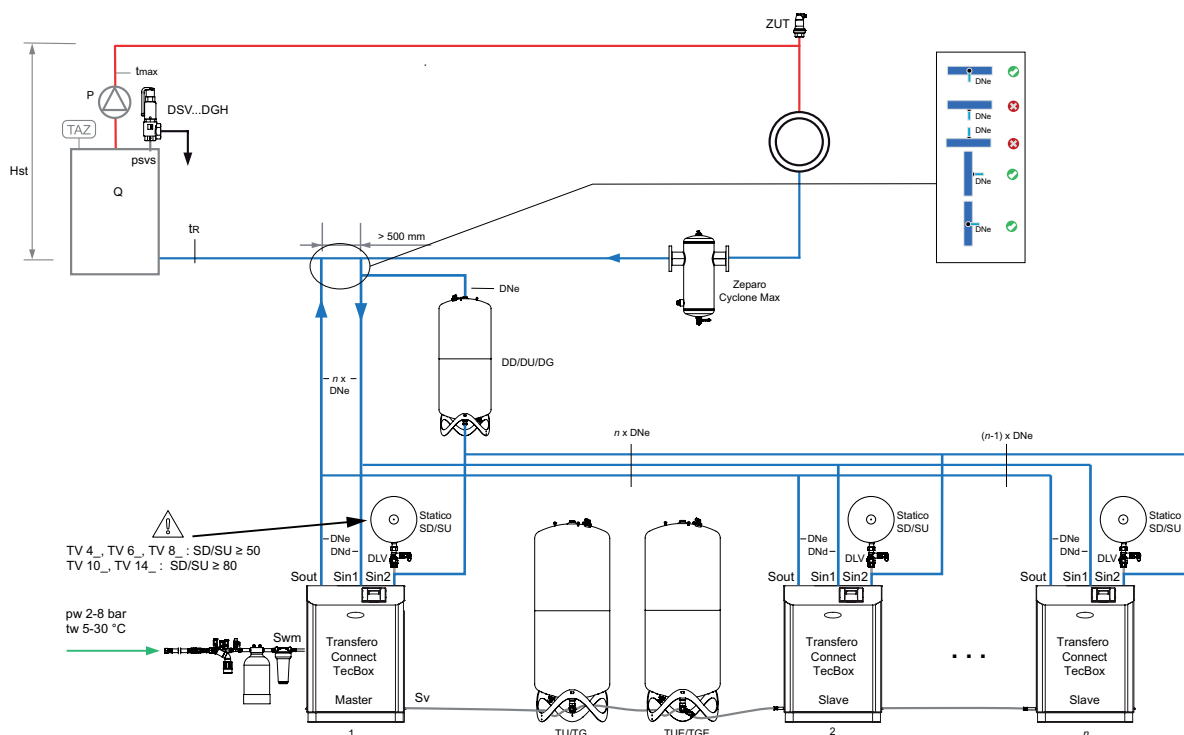 ZUT
tmax
P
DSV...DGH
TAZ
psvs
Hst
Q
tR
> 500 mm
DNe
DNe
DNe
DNe
DNe
Zeparo
Cyclone Max
DNe
DD/DU/DG
n x
DNe
n x DNe
(n-1) x DNe
TV 4_, TV 6_, TV 8_ : SD/SU ≥ 50
TV 10_, TV 14_ : SD/SU ≥ 80
Statico
SD/SU
DNe
DNd
DLV
Sout
Sin1
Sin2
Statico
SD/SU
DNe
DNd
DLV
Sout
Sin1
Sin2
Statico
SD/SU
DNe
DNd
DLV
Sout
Sin1
Sin2
pw 2-8 bar
tw 5-30 °C
Swm
Transfero
Connect
TecBox
Master
Sv
Transfero
Connect
TecBox
Slave
. . .
Transfero
Connect
TecBox
Slave
1
TU/TG
TUE/TGE
2
n